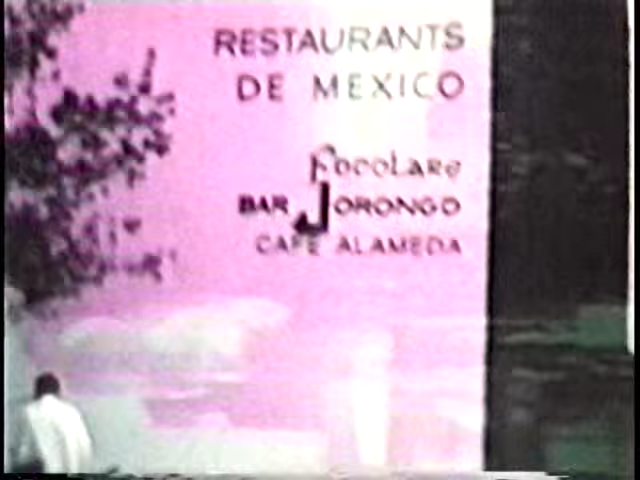 RESTAURANTS
DE MEXICO
FOCOLARE
BAR JORONGO
CAFE ALAMEDA